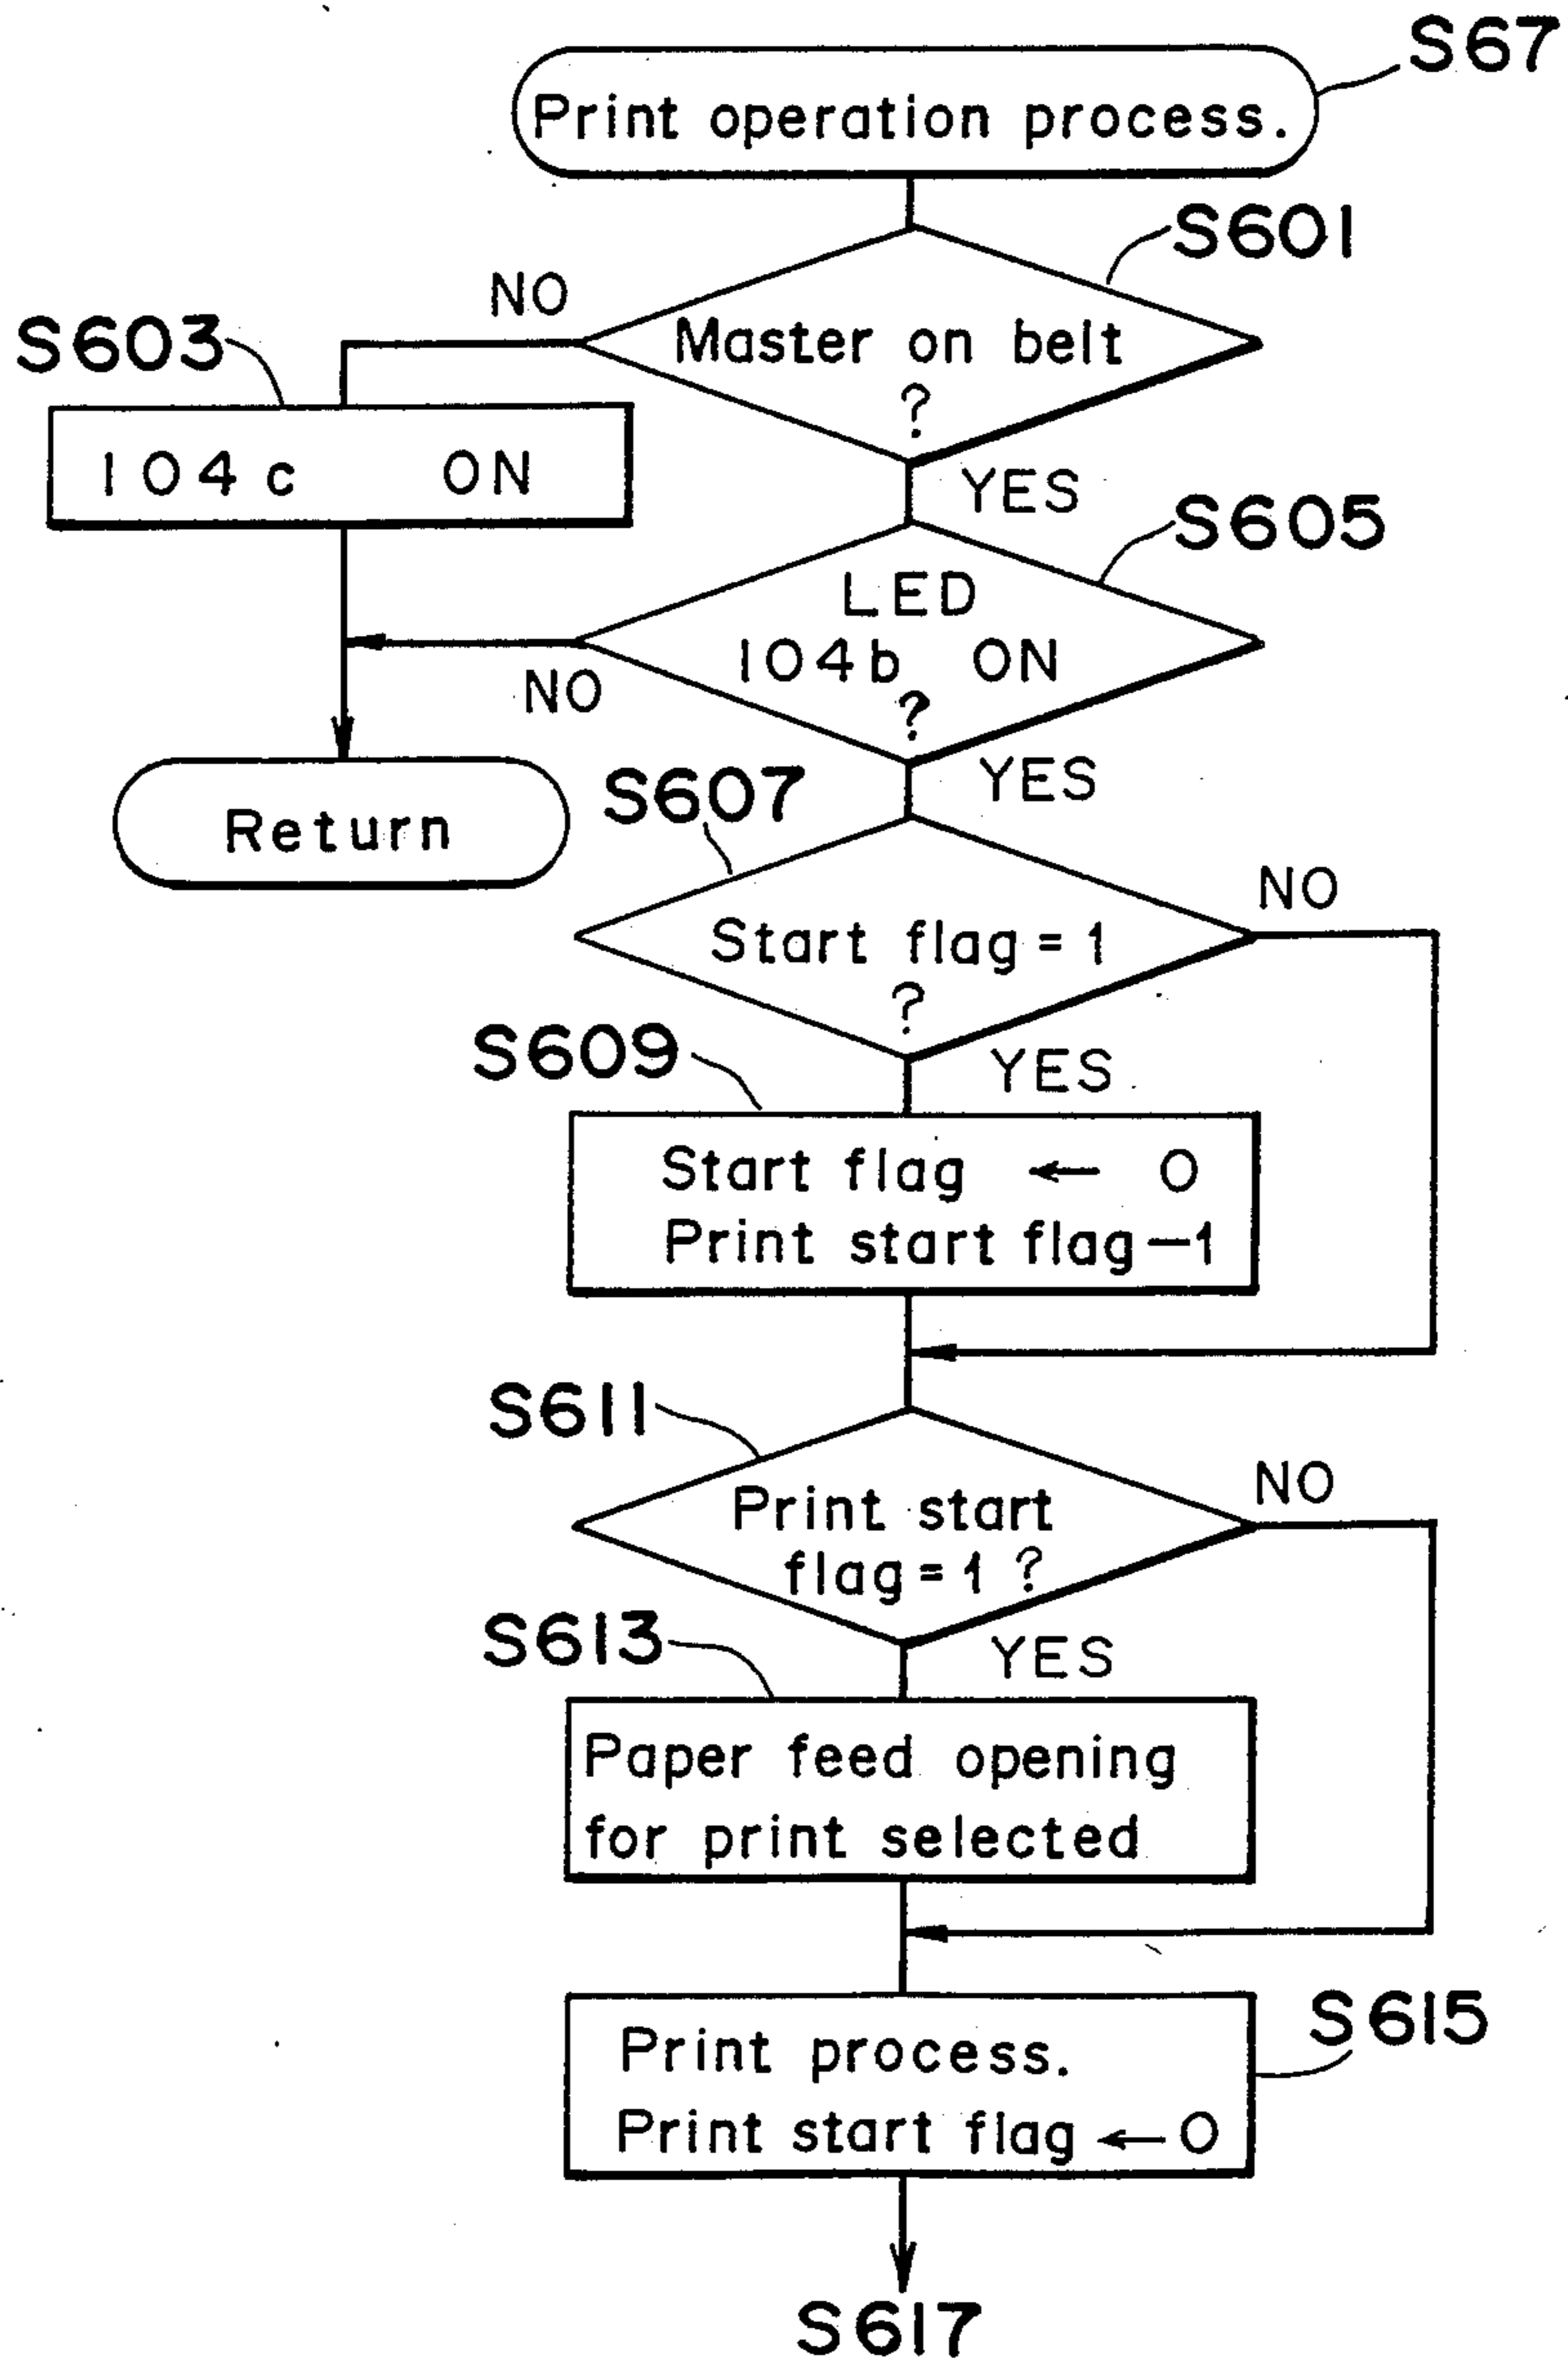 S67
Print operation process.
S601
NO
Master on belt
?
S603
104c ON
YES
S605
LED
104b ON
?
NO
YES
Return
S607
NO
Start flag = 1
?
S609
YES
Start flag ← 0
Print start flag—1
S611
NO
Print start
flag = 1 ?
S613
YES
Paper feed opening
for print selected
S615
Print process.
Print start flag ← 0
S617